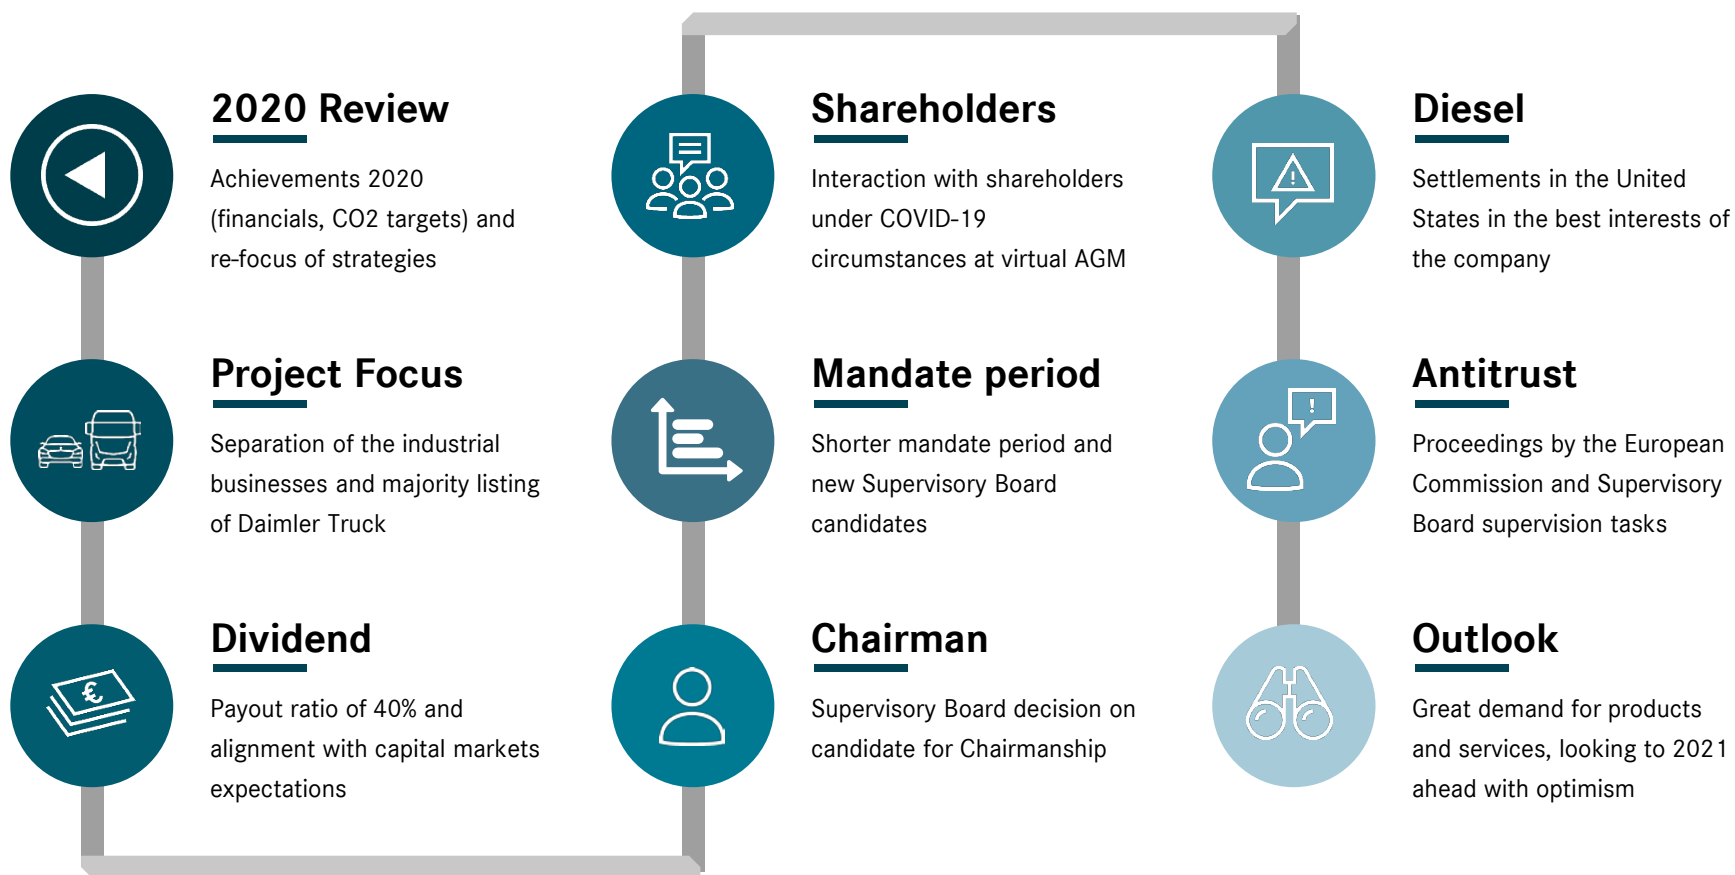 2020 Review
Achievements 2020
(financials, CO2 targets) and
re-focus of strategies
Project Focus
Separation of the industrial
businesses and majority listing
of Daimler Truck
Dividend
Payout ratio of 40% and
alignment with capital markets
expectations
Shareholders
Interaction with shareholders
under COVID-19
circumstances at virtual AGM
Mandate period
Shorter mandate period and
new Supervisory Board
candidates
Chairman
Supervisory Board decision on
candidate for Chairmanship
Diesel
Settlements in the United
States in the best interests of
the company
Antitrust
Proceedings by the European
Commission and Supervisory
Board supervision tasks
Outlook
Great demand for products
and services, looking to 2021
ahead with optimism